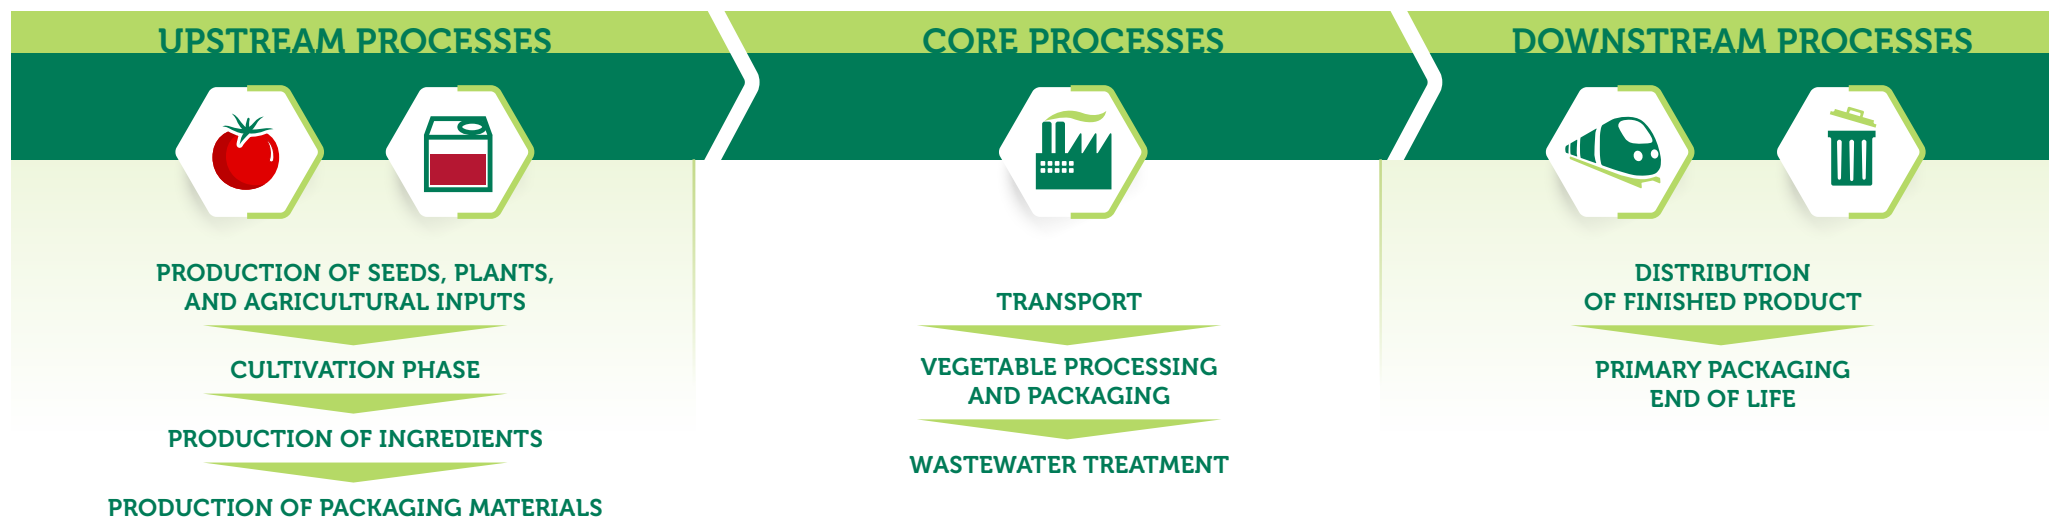 UPSTREAM PROCESSES
PRODUCTION OF SEEDS, PLANTS,
AND AGRICULTURAL INPUTS
CULTIVATION PHASE
PRODUCTION OF INGREDIENTS
PRODUCTION OF PACKAGING MATERIALS
CORE PROCESSES
TRANSPORT
VEGETABLE PROCESSING
AND PACKAGING
WASTEWATER TREATMENT
DOWNSTREAM PROCESSES
DISTRIBUTION
OF FINISHED PRODUCT
PRIMARY PACKAGING
END OF LIFE